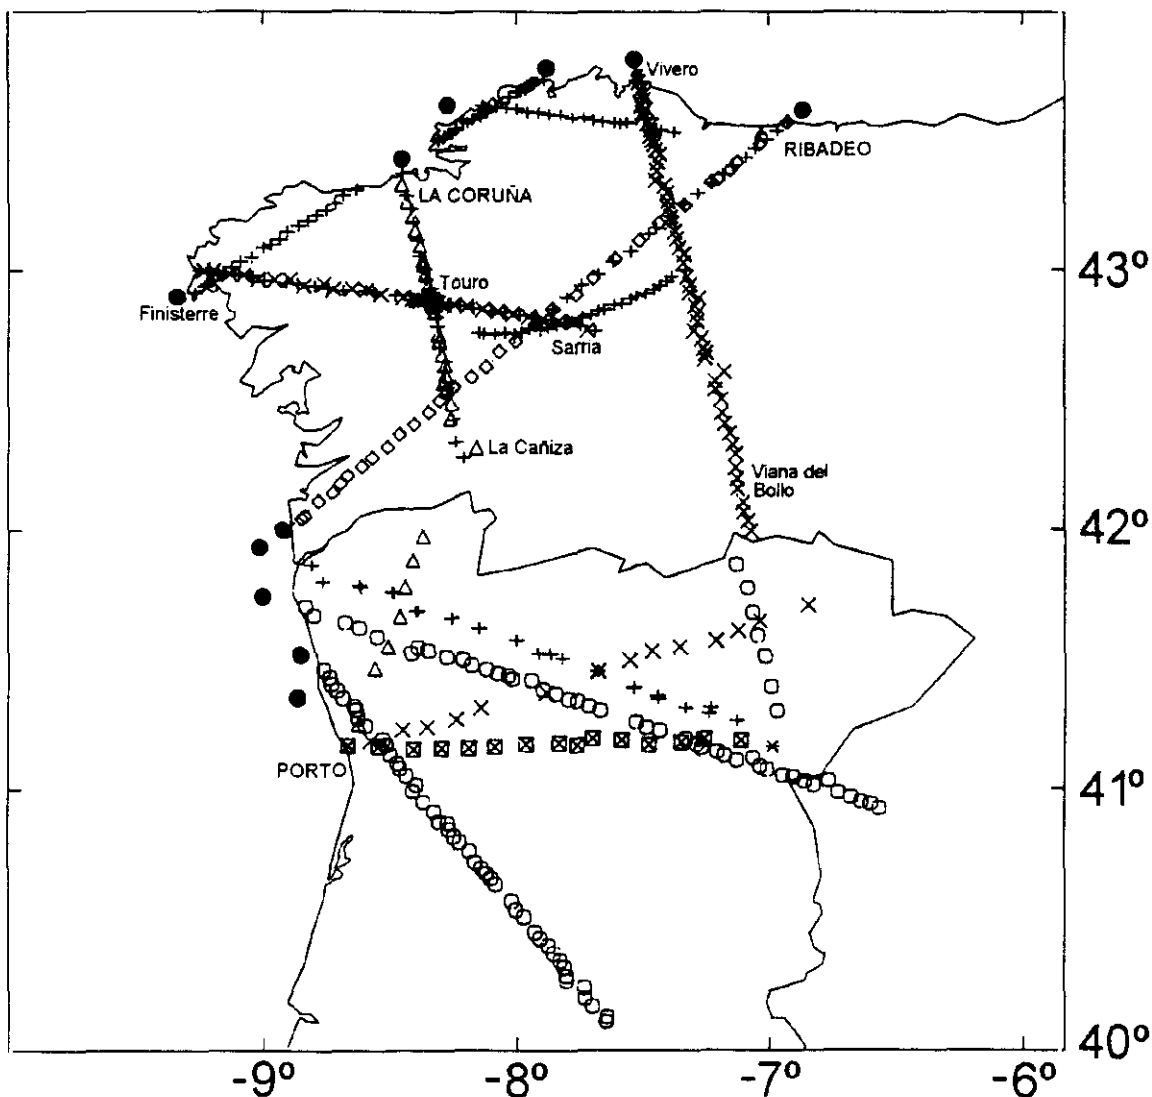 Vivero
RIBADEO
LA CORUÑA
43º
Touro
Finisterre
Sarria
La Cañiza
Viana del
Bollo
42º
PORTO
41º
40º
-9º
-8º
-7º
-6º